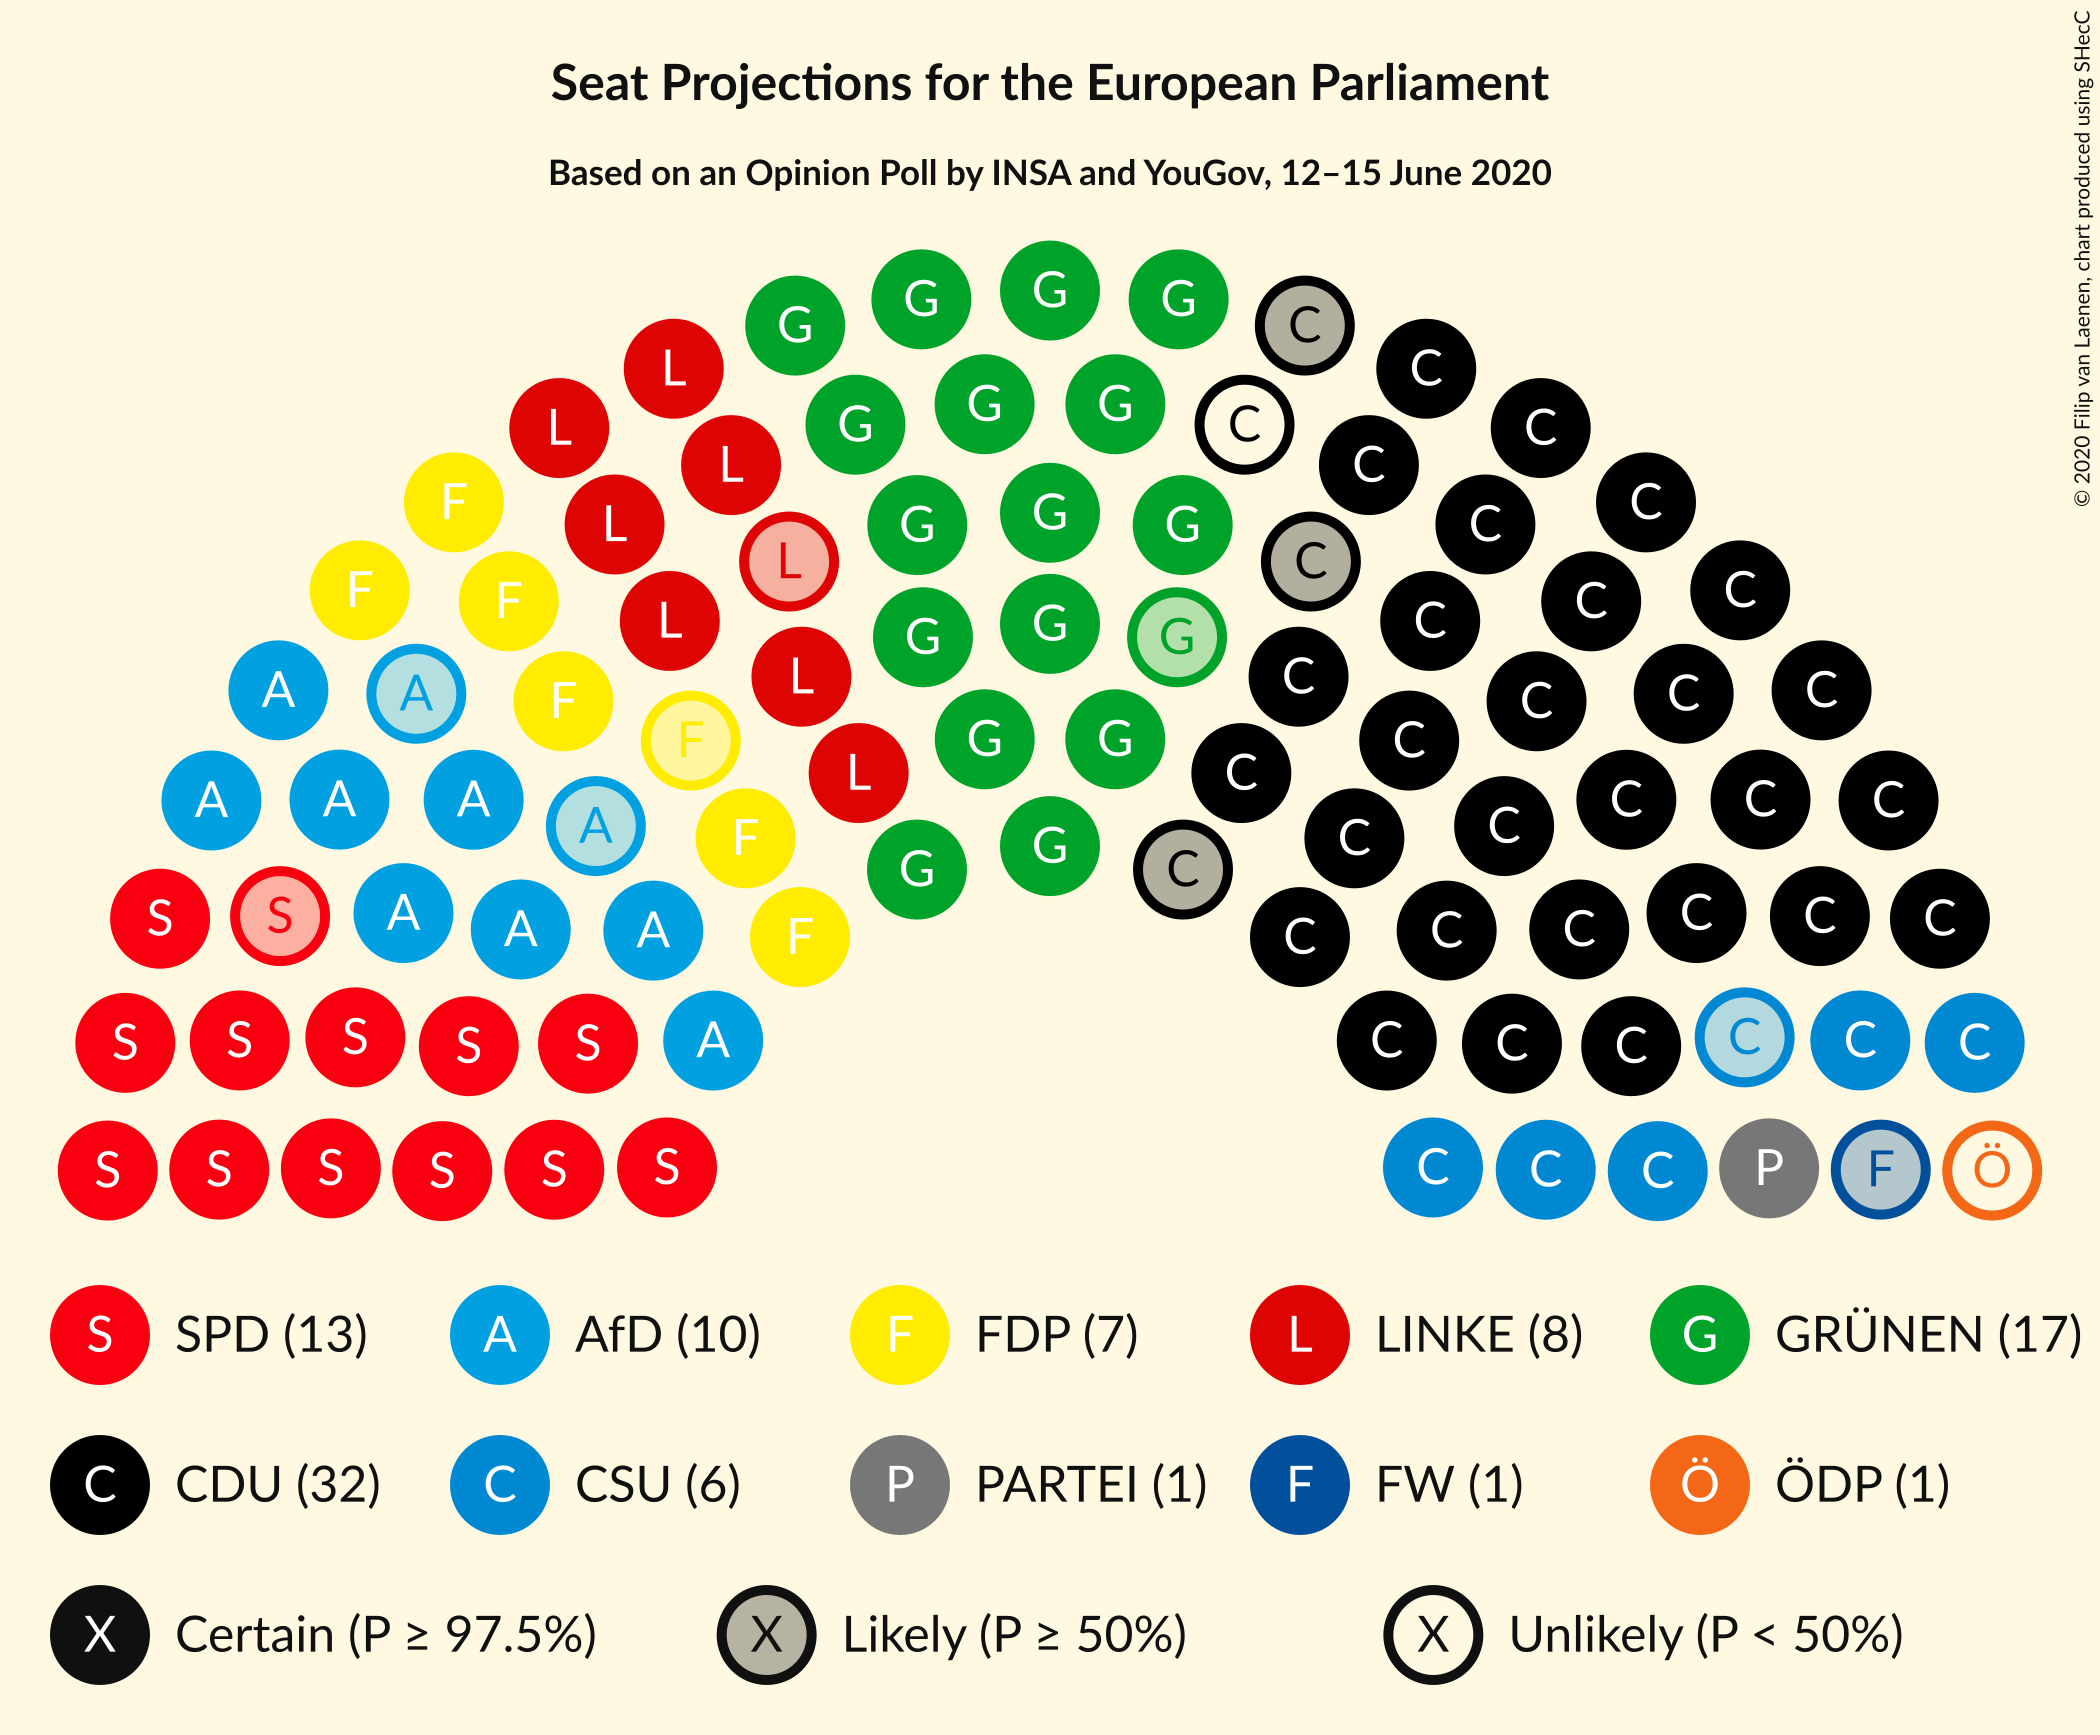 Seat Projections for the European Parliament
Based on an Opinion Poll by INSA and YouGov, 12–15 June 2020
© 2020 Filip van Laenen, chart produced using SHecC
G G G G C
L C
L G G G C C
F L C C
L G G G C
F F L C C C
L G G G C
A A F L C C C C
F G G C
A A A L C C C C
A F G C C
G C
S S A A A F C C C C C C
S S S S S A C C C C C C
S S S S S S C C C P F Ö
S SPD (13) A AfD (10) F FDP (7) L LINKE (8) G GRÜNEN (17)
C CDU (32) C CSU (6) P PARTEI (1) F FW (1) Ö ÖDP (1)
X Certain (P ≥ 97.5%) X Likely (P ≥ 50%) X Unlikely (P < 50%)